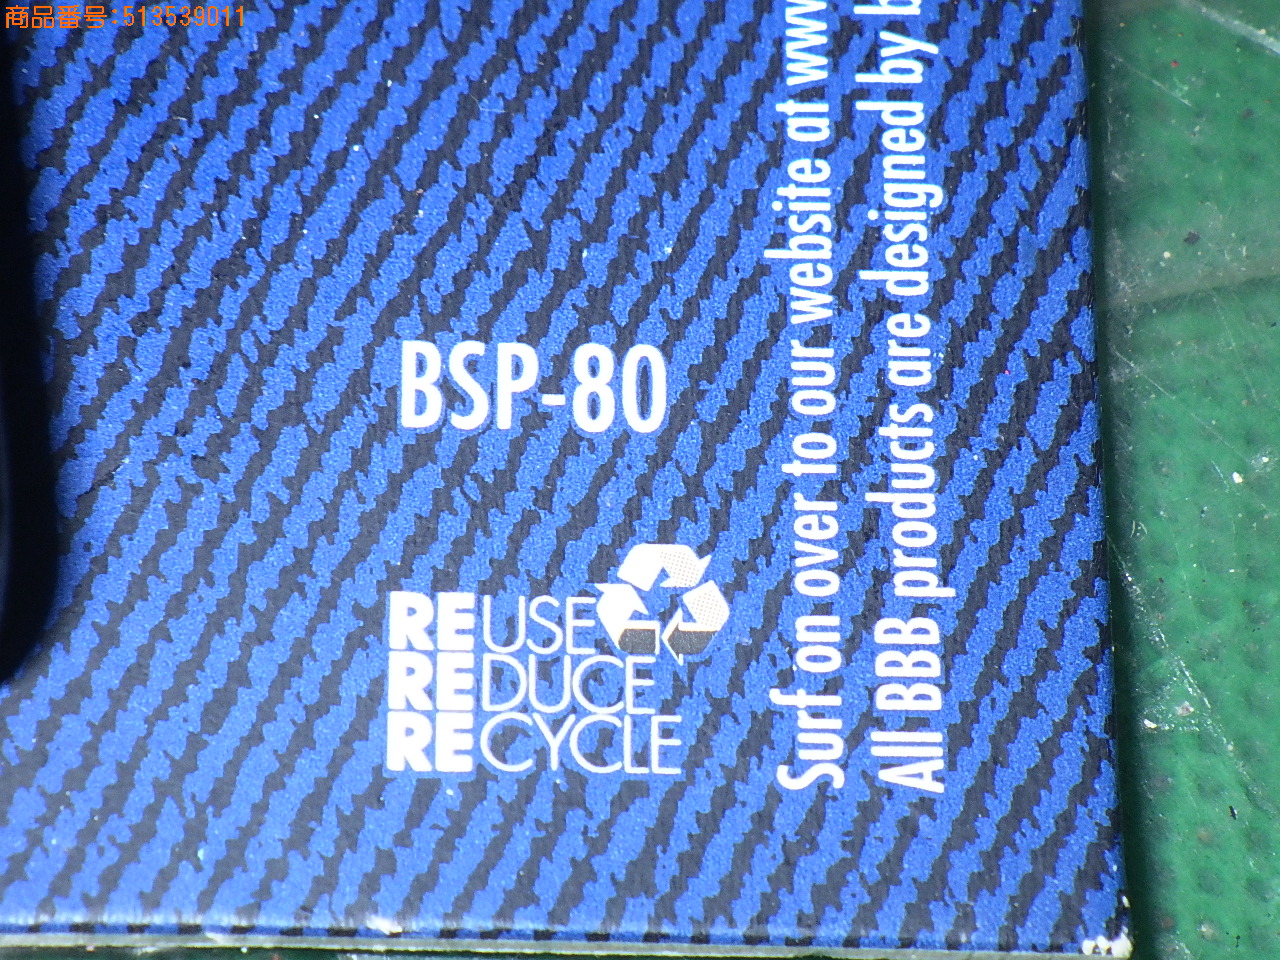 商品番号:513539011
BSP-80
REUSE
REDUCE
RECYCLE
Surf on over to our website at
All BBB products are designed by